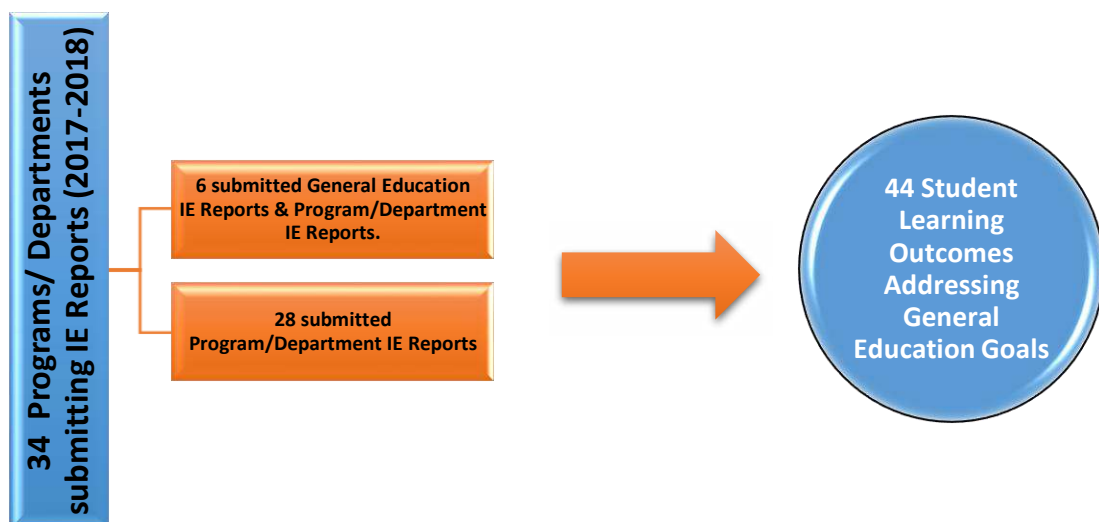 34 Programs/ Departments
submitting IE Reports (2017-2018)
6 submitted General Education
IE Reports & Program/Department
IE Reports.
28 submitted
Program/Department IE Reports
44 Student
Learning
Outcomes
Addressing
General
Education Goals